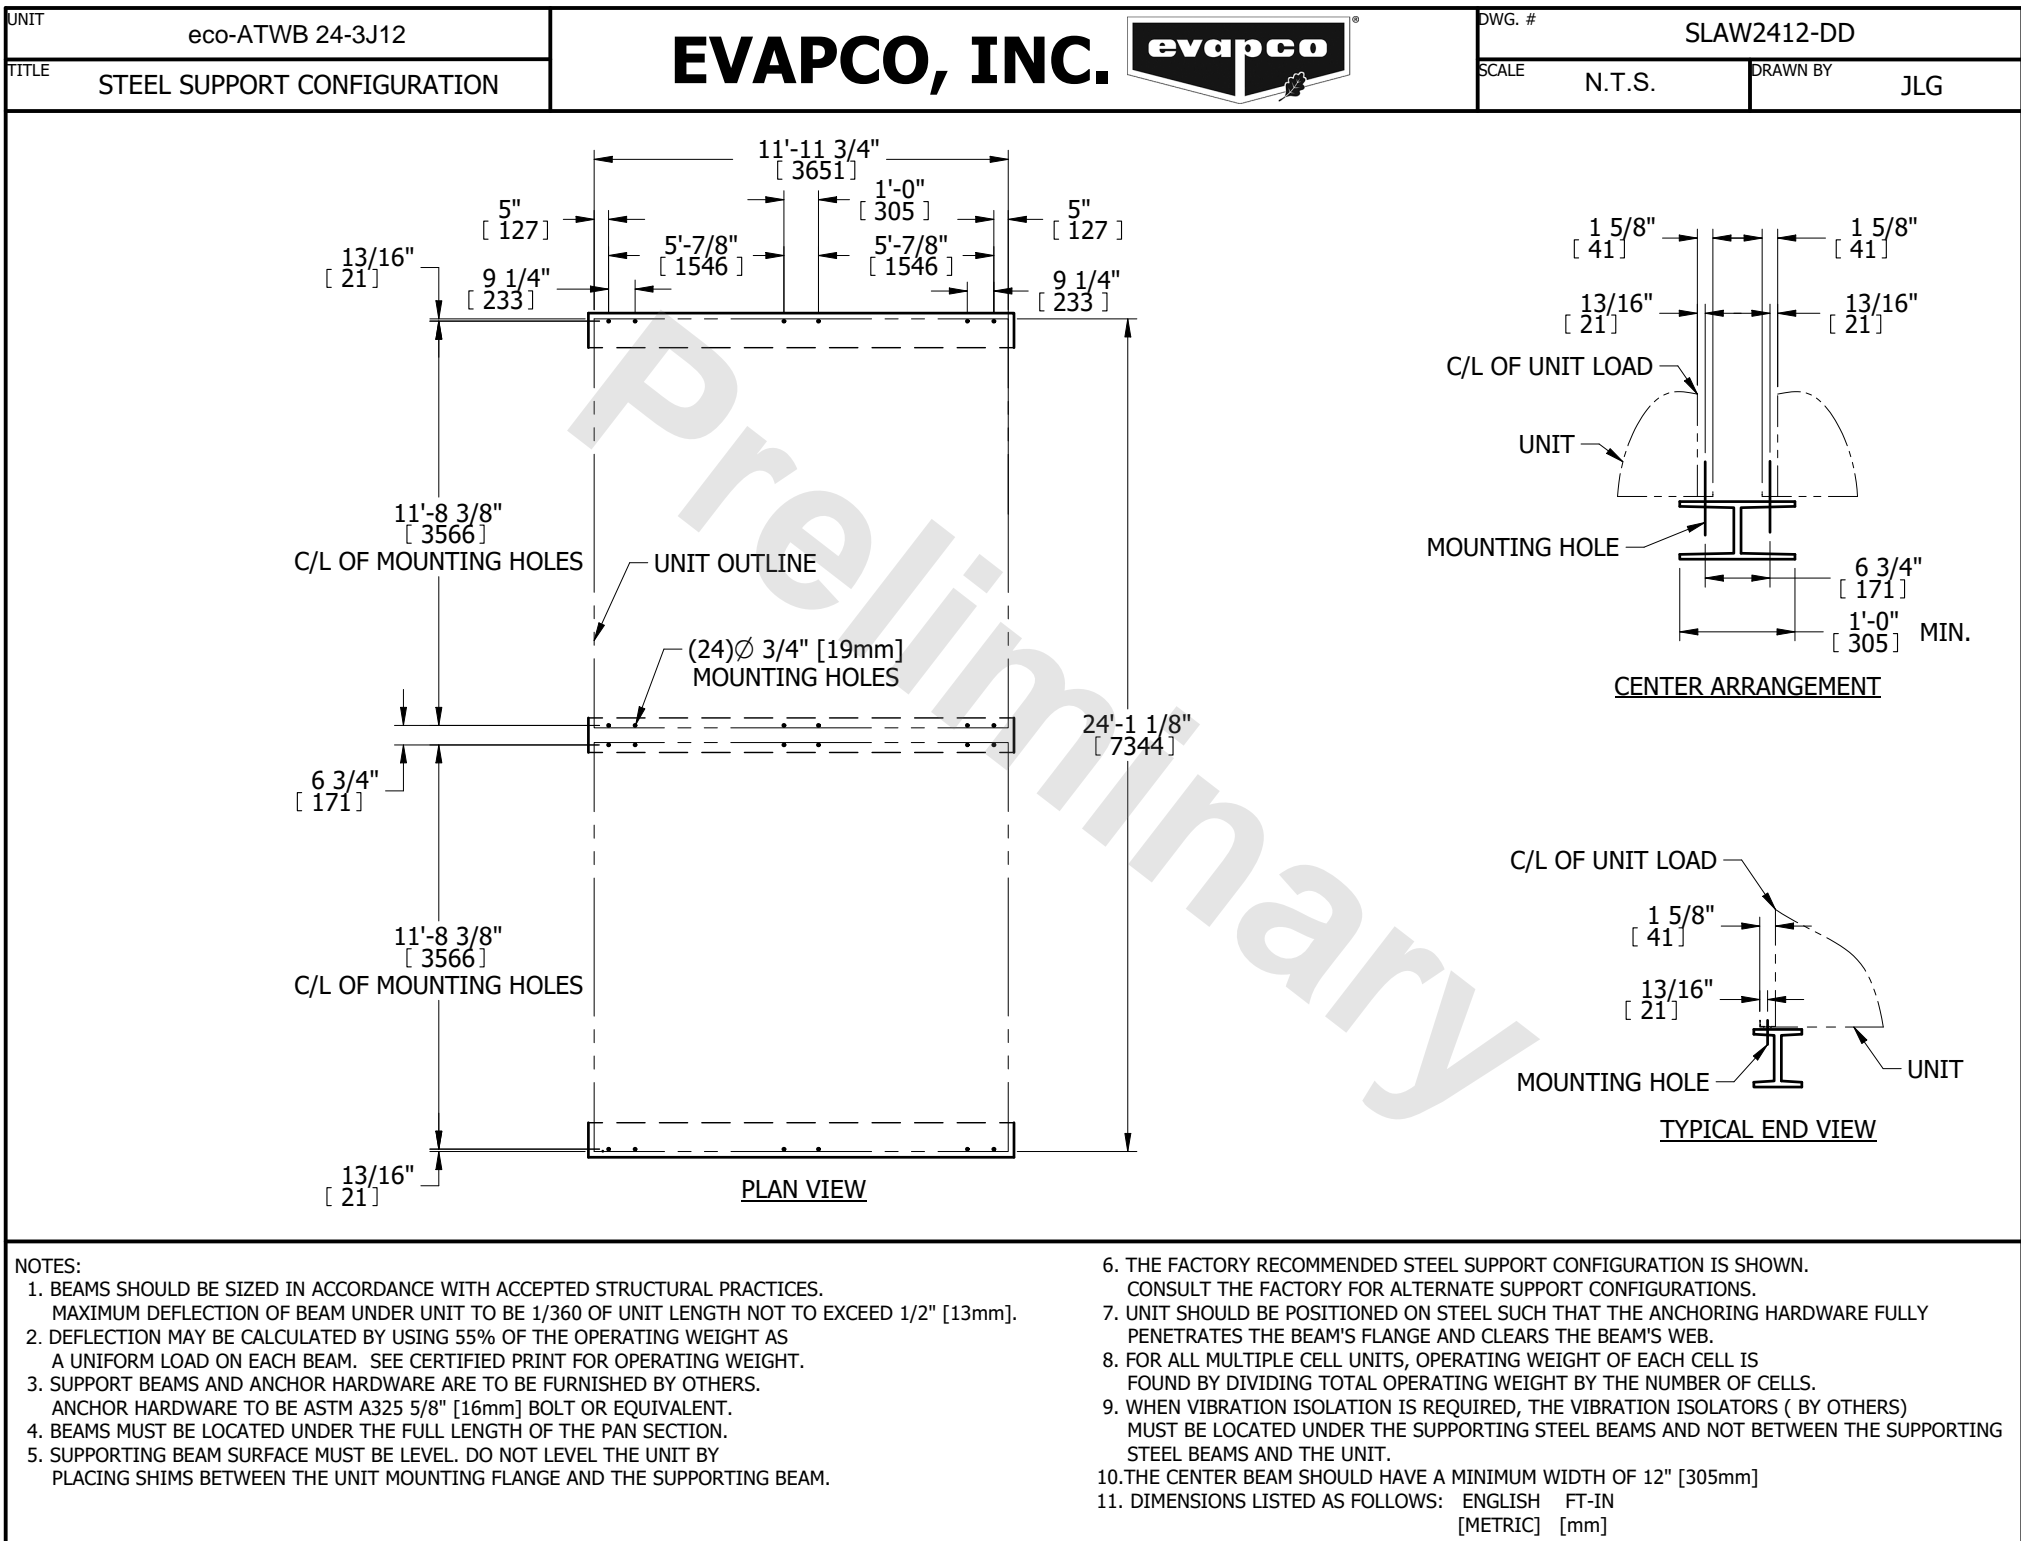 UNIT
eco-ATWB 24-3J12
TITLE
STEEL SUPPORT CONFIGURATION
EVAPCO, INC.
evapco
®
DWG. #
SLAW2412-DD
SCALE
N.T.S.
DRAWN BY
JLG
11'-11 3/4"
[ 3651 ]
1'-0"
[ 305 ]
5"
[ 127 ]
5"
[ 127 ]
5'-7/8"
[ 1546 ]
5'-7/8"
[ 1546 ]
13/16"
[ 21 ]
9 1/4"
[ 233 ]
9 1/4"
[ 233 ]
11'-8 3/8"
[ 3566 ]
C/L OF MOUNTING HOLES
UNIT OUTLINE
(24)∅ 3/4" [19mm]
MOUNTING HOLES
24'-1 1/8"
[ 7344 ]
6 3/4"
[ 171 ]
11'-8 3/8"
[ 3566 ]
C/L OF MOUNTING HOLES
13/16"
[ 21 ]
PLAN VIEW
Preliminary
1 5/8"
[ 41 ]
1 5/8"
[ 41 ]
13/16"
[ 21 ]
13/16"
[ 21 ]
C/L OF UNIT LOAD
UNIT
MOUNTING HOLE
6 3/4"
[ 171 ]
1'-0"
[ 305 ] MIN.
CENTER ARRANGEMENT
C/L OF UNIT LOAD
1 5/8"
[ 41 ]
13/16"
[ 21 ]
MOUNTING HOLE
UNIT
TYPICAL END VIEW
NOTES:
1. BEAMS SHOULD BE SIZED IN ACCORDANCE WITH ACCEPTED STRUCTURAL PRACTICES.
MAXIMUM DEFLECTION OF BEAM UNDER UNIT TO BE 1/360 OF UNIT LENGTH NOT TO EXCEED 1/2" [13mm].
2. DEFLECTION MAY BE CALCULATED BY USING 55% OF THE OPERATING WEIGHT AS
A UNIFORM LOAD ON EACH BEAM. SEE CERTIFIED PRINT FOR OPERATING WEIGHT.
3. SUPPORT BEAMS AND ANCHOR HARDWARE ARE TO BE FURNISHED BY OTHERS.
ANCHOR HARDWARE TO BE ASTM A325 5/8" [16mm] BOLT OR EQUIVALENT.
4. BEAMS MUST BE LOCATED UNDER THE FULL LENGTH OF THE PAN SECTION.
5. SUPPORTING BEAM SURFACE MUST BE LEVEL. DO NOT LEVEL THE UNIT BY
PLACING SHIMS BETWEEN THE UNIT MOUNTING FLANGE AND THE SUPPORTING BEAM.
6. THE FACTORY RECOMMENDED STEEL SUPPORT CONFIGURATION IS SHOWN.
CONSULT THE FACTORY FOR ALTERNATE SUPPORT CONFIGURATIONS.
7. UNIT SHOULD BE POSITIONED ON STEEL SUCH THAT THE ANCHORING HARDWARE FULLY
PENETRATES THE BEAM'S FLANGE AND CLEARS THE BEAM'S WEB.
8. FOR ALL MULTIPLE CELL UNITS, OPERATING WEIGHT OF EACH CELL IS
FOUND BY DIVIDING TOTAL OPERATING WEIGHT BY THE NUMBER OF CELLS.
9. WHEN VIBRATION ISOLATION IS REQUIRED, THE VIBRATION ISOLATORS ( BY OTHERS)
MUST BE LOCATED UNDER THE SUPPORTING STEEL BEAMS AND NOT BETWEEN THE SUPPORTING
STEEL BEAMS AND THE UNIT.
10.THE CENTER BEAM SHOULD HAVE A MINIMUM WIDTH OF 12" [305mm]
11. DIMENSIONS LISTED AS FOLLOWS: ENGLISH FT-IN
[METRIC] [mm]